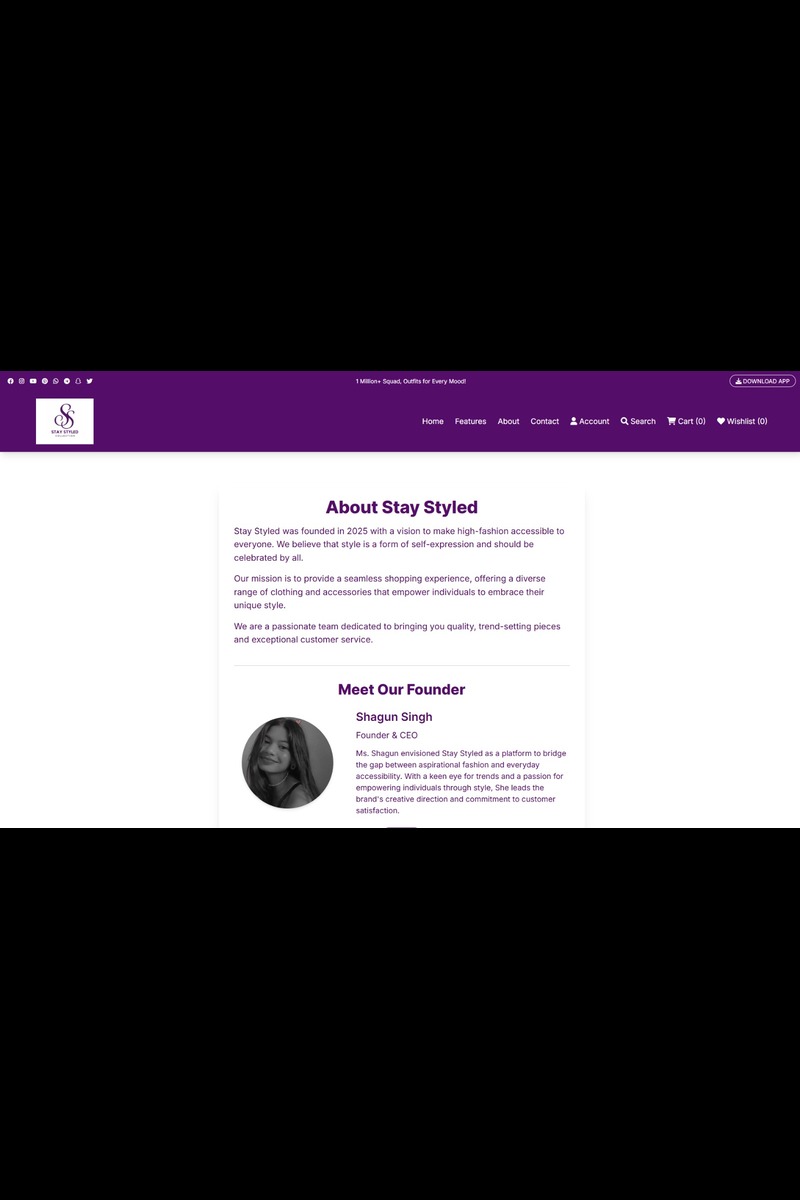 1 Million+ Squad, Outfits for Every Mood!
DOWNLOAD APP
SS
STAY STYLED
Home Features About Contact Account Search Cart (0) Wishlist (0)
About Stay Styled
Stay Styled was founded in 2025 with a vision to make high-fashion accessible to
everyone. We believe that style is a form of self-expression and should be
celebrated by all.
Our mission is to provide a seamless shopping experience, offering a diverse
range of clothing and accessories that empower individuals to embrace their
unique style.
We are a passionate team dedicated to bringing you quality, trend-setting pieces
and exceptional customer service.
Meet Our Founder
Shagun Singh
Founder & CEO
Ms. Shagun envisioned Stay Styled as a platform to bridge
the gap between aspirational fashion and everyday
accessibility. With a keen eye for trends and a passion for
empowering individuals through style, She leads the
brand's creative direction and commitment to customer
satisfaction.